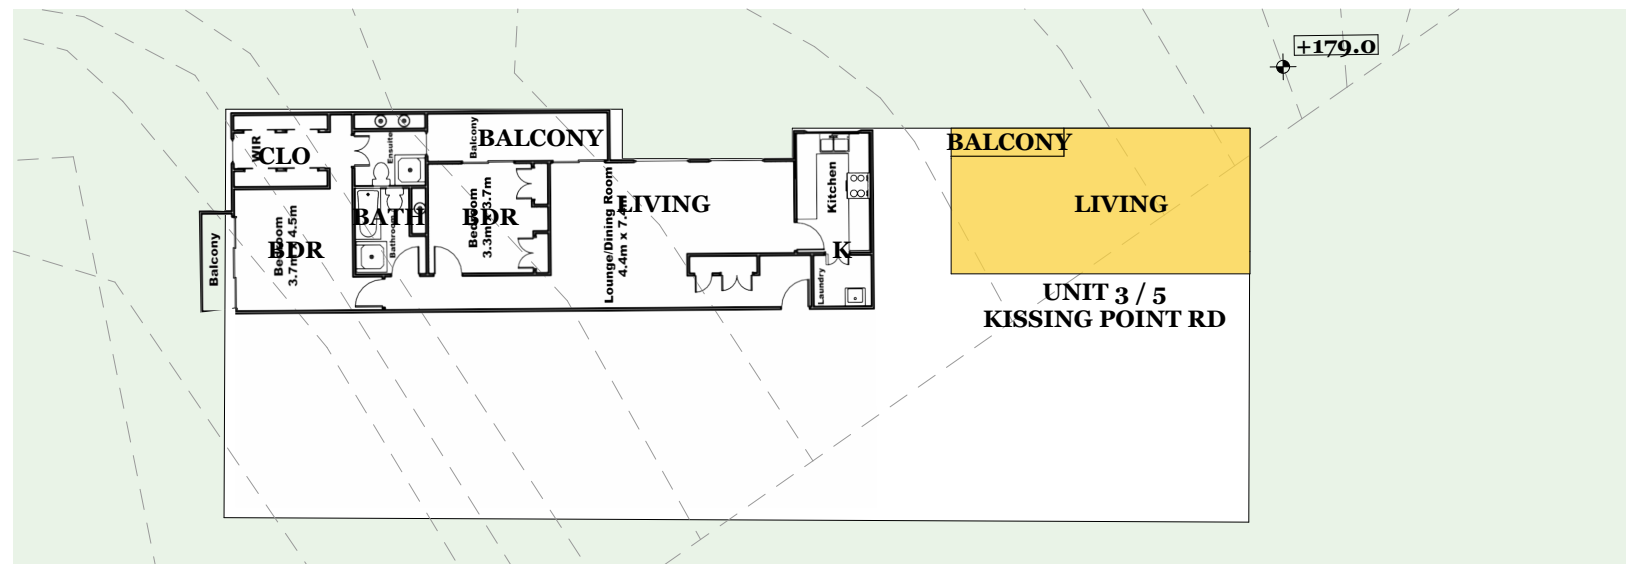 +179.0
BALCONY
BALCONY
BALCONY
CLO
WIR
Ensuite
Balcony
Kitchen
LIVING
LIVING
BATH
BDR
Bedroom
3.3m x 3.7m
Lounge/Dining Room
4.4m x 7.4m
Bathroom
BDR
Bedroom
3.7m x 4.5m
K
Balcony
Laundry
UNIT 3 / 5
KISSING POINT RD